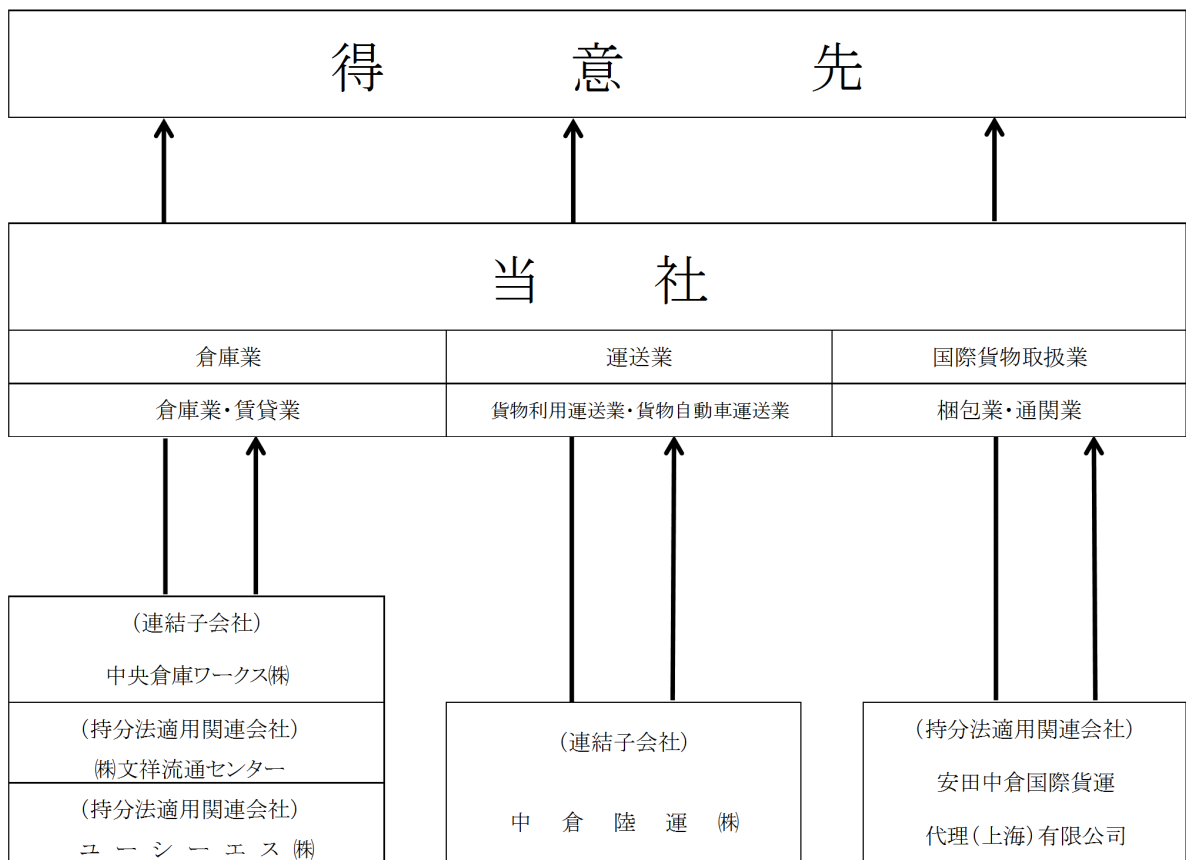 得意先
当社
倉庫業
運送業
国際貨物取扱業
倉庫業・賃貸業
貨物利用運送業・貨物自動車運送業
梱包業・通関業
(連結子会社)
中央倉庫ワークス㈱
(持分法適用関連会社)
㈱文祥流通センター
(持分法適用関連会社)
ユーシーエス㈱
(連結子会社)
中倉陸運㈱
(持分法適用関連会社)
安田中倉国際貨運
代理(上海)有限公司